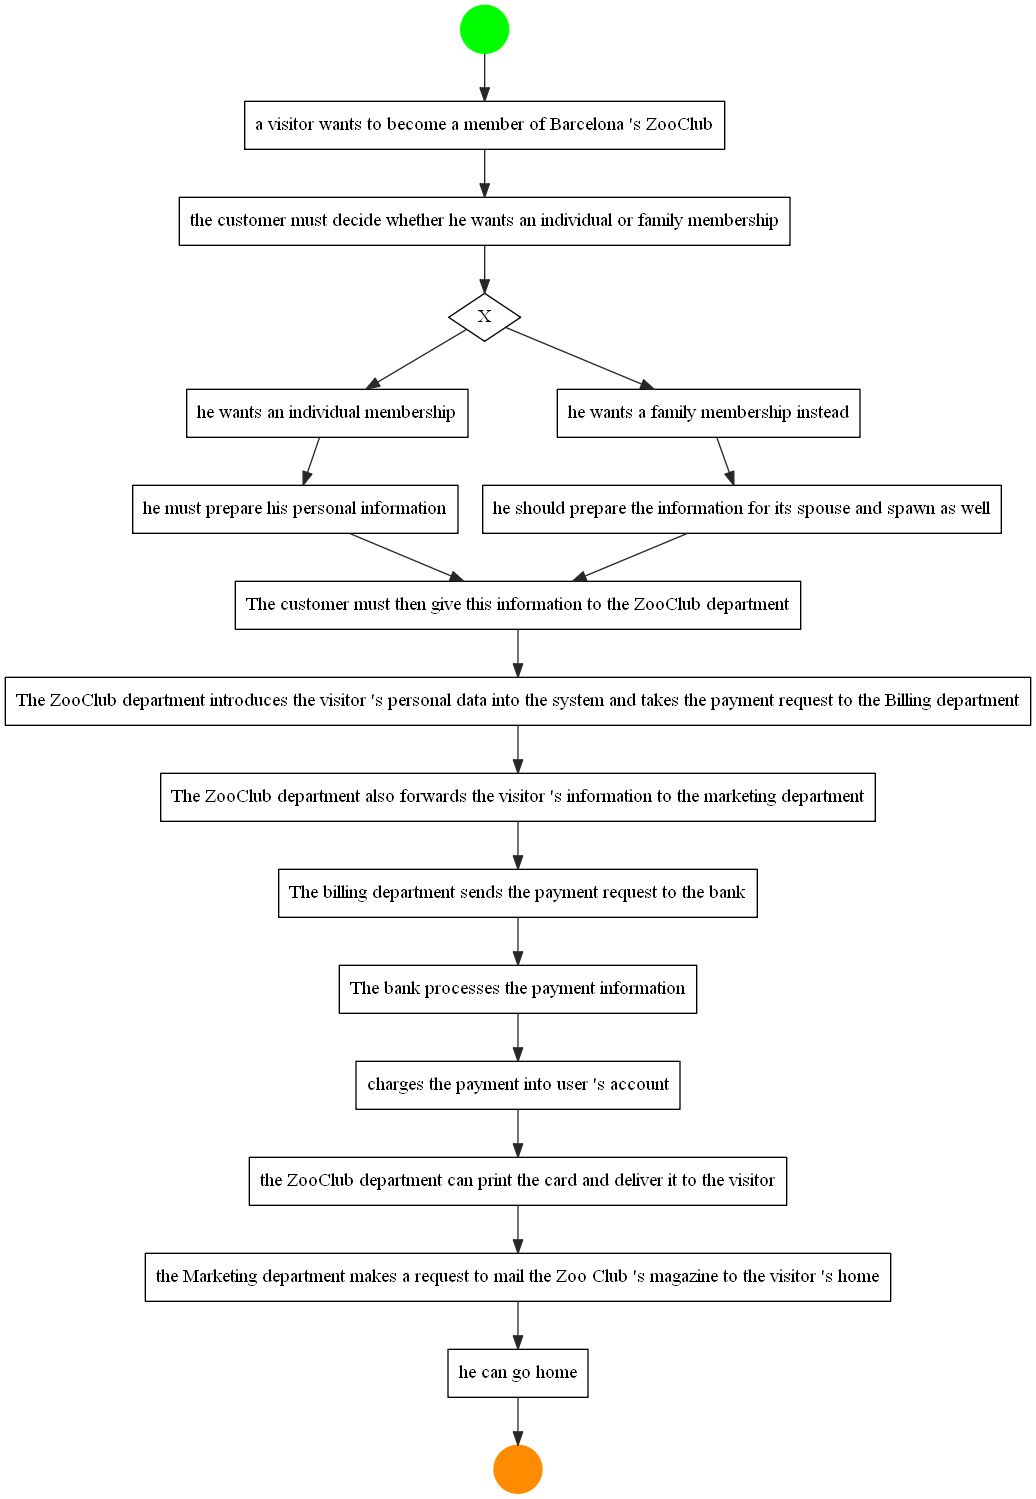 a visitor wants to become a member of Barcelona 's ZooClub
the customer must decide whether he wants an individual or family membership
X
he wants an individual membership
he wants a family membership instead
he must prepare his personal information
he should prepare the information for its spouse and spawn as well
The customer must then give this information to the ZooClub department
The ZooClub department introduces the visitor 's personal data into the system and takes the payment request to the Billing department
The ZooClub department also forwards the visitor 's information to the marketing department
The billing department sends the payment request to the bank
The bank processes the payment information
charges the payment into user 's account
the ZooClub department can print the card and deliver it to the visitor
the Marketing department makes a request to mail the Zoo Club 's magazine to the visitor 's home
he can go home